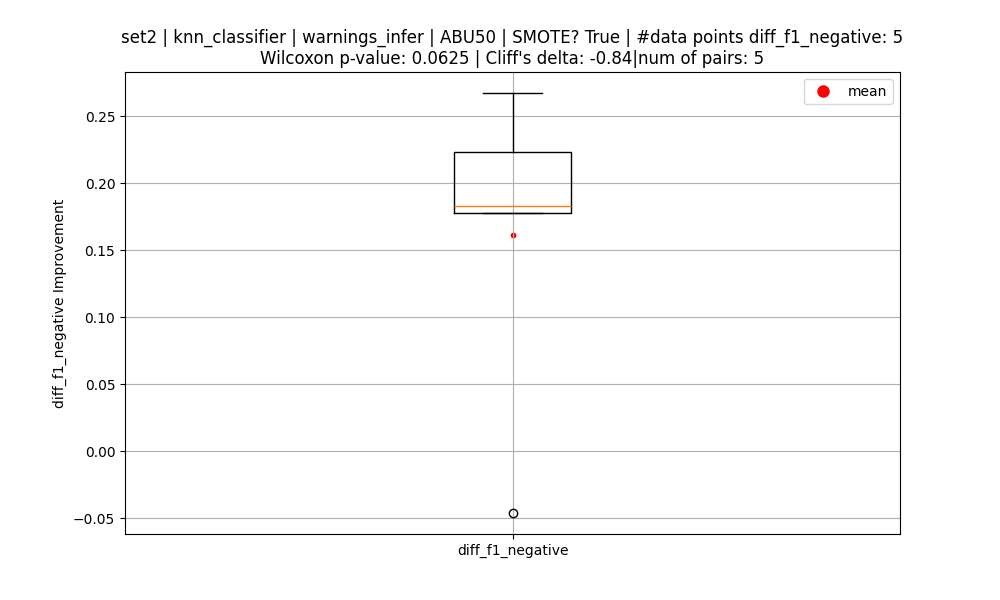 set2 | knn_classifier | warnings_infer | ABU50 | SMOTE? True | #data points diff_f1_negative: 5
Wilcoxon p-value: 0.0625 | Cliff's delta: -0.84|num of pairs: 5
mean
0.25
0.20
0.15
0.10
0.05
0.00
−0.05
diff_f1_negative Improvement
diff_f1_negative